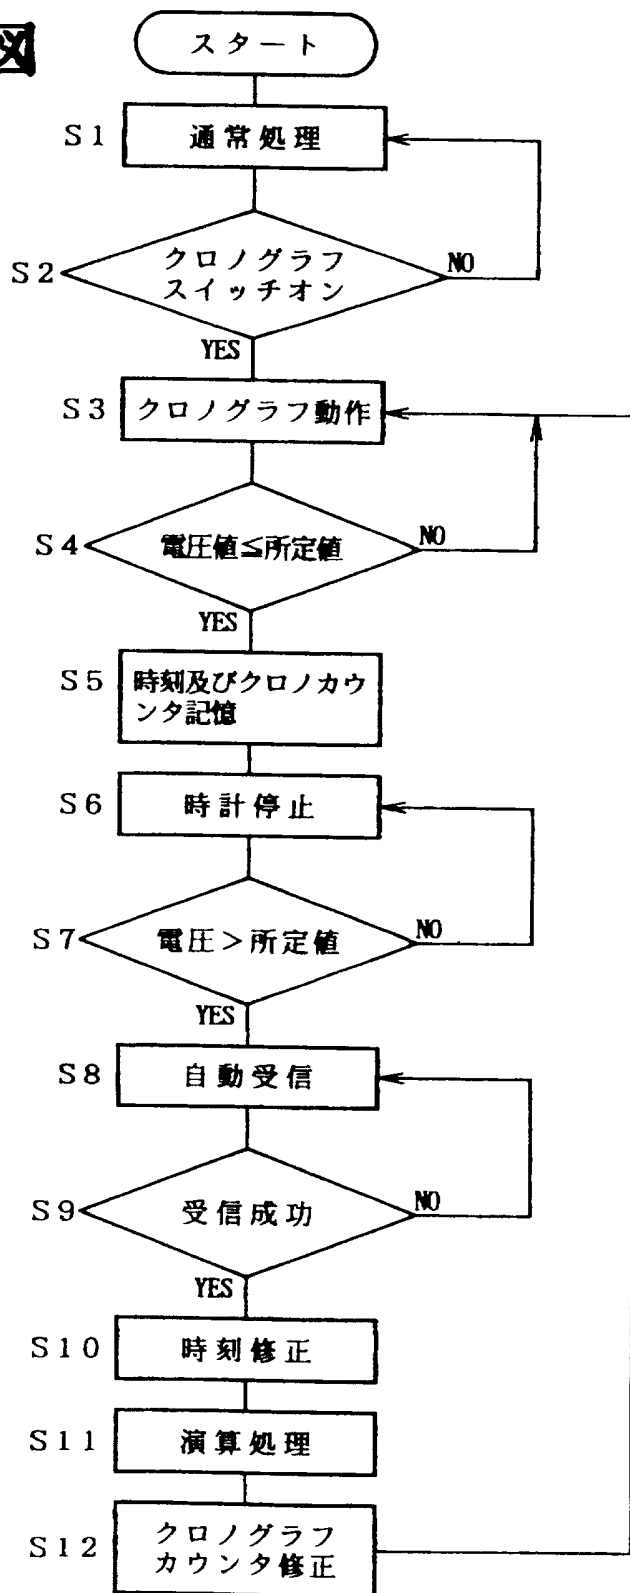 図
スタート
S1 通常処理
S2 クロノグラフ
スイッチオン
NO
YES
S3 クロノグラフ動作
S4 電圧値≦所定値
NO
YES
S5 時刻及びクロノカウ
ンタ記憶
S6 時計停止
S7 電圧>所定値
NO
YES
S8 自動受信
S9 受信成功
NO
YES
S10 時刻修正
S11 演算処理
S12 クロノグラフ
カウンタ修正